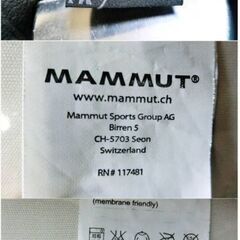 MAMMUT®
www.mammut.ch
Mammut Sports Group AG
Birren 5
CH-5703 Seon
Switzerland
RN# 117481
(membrane friendly)